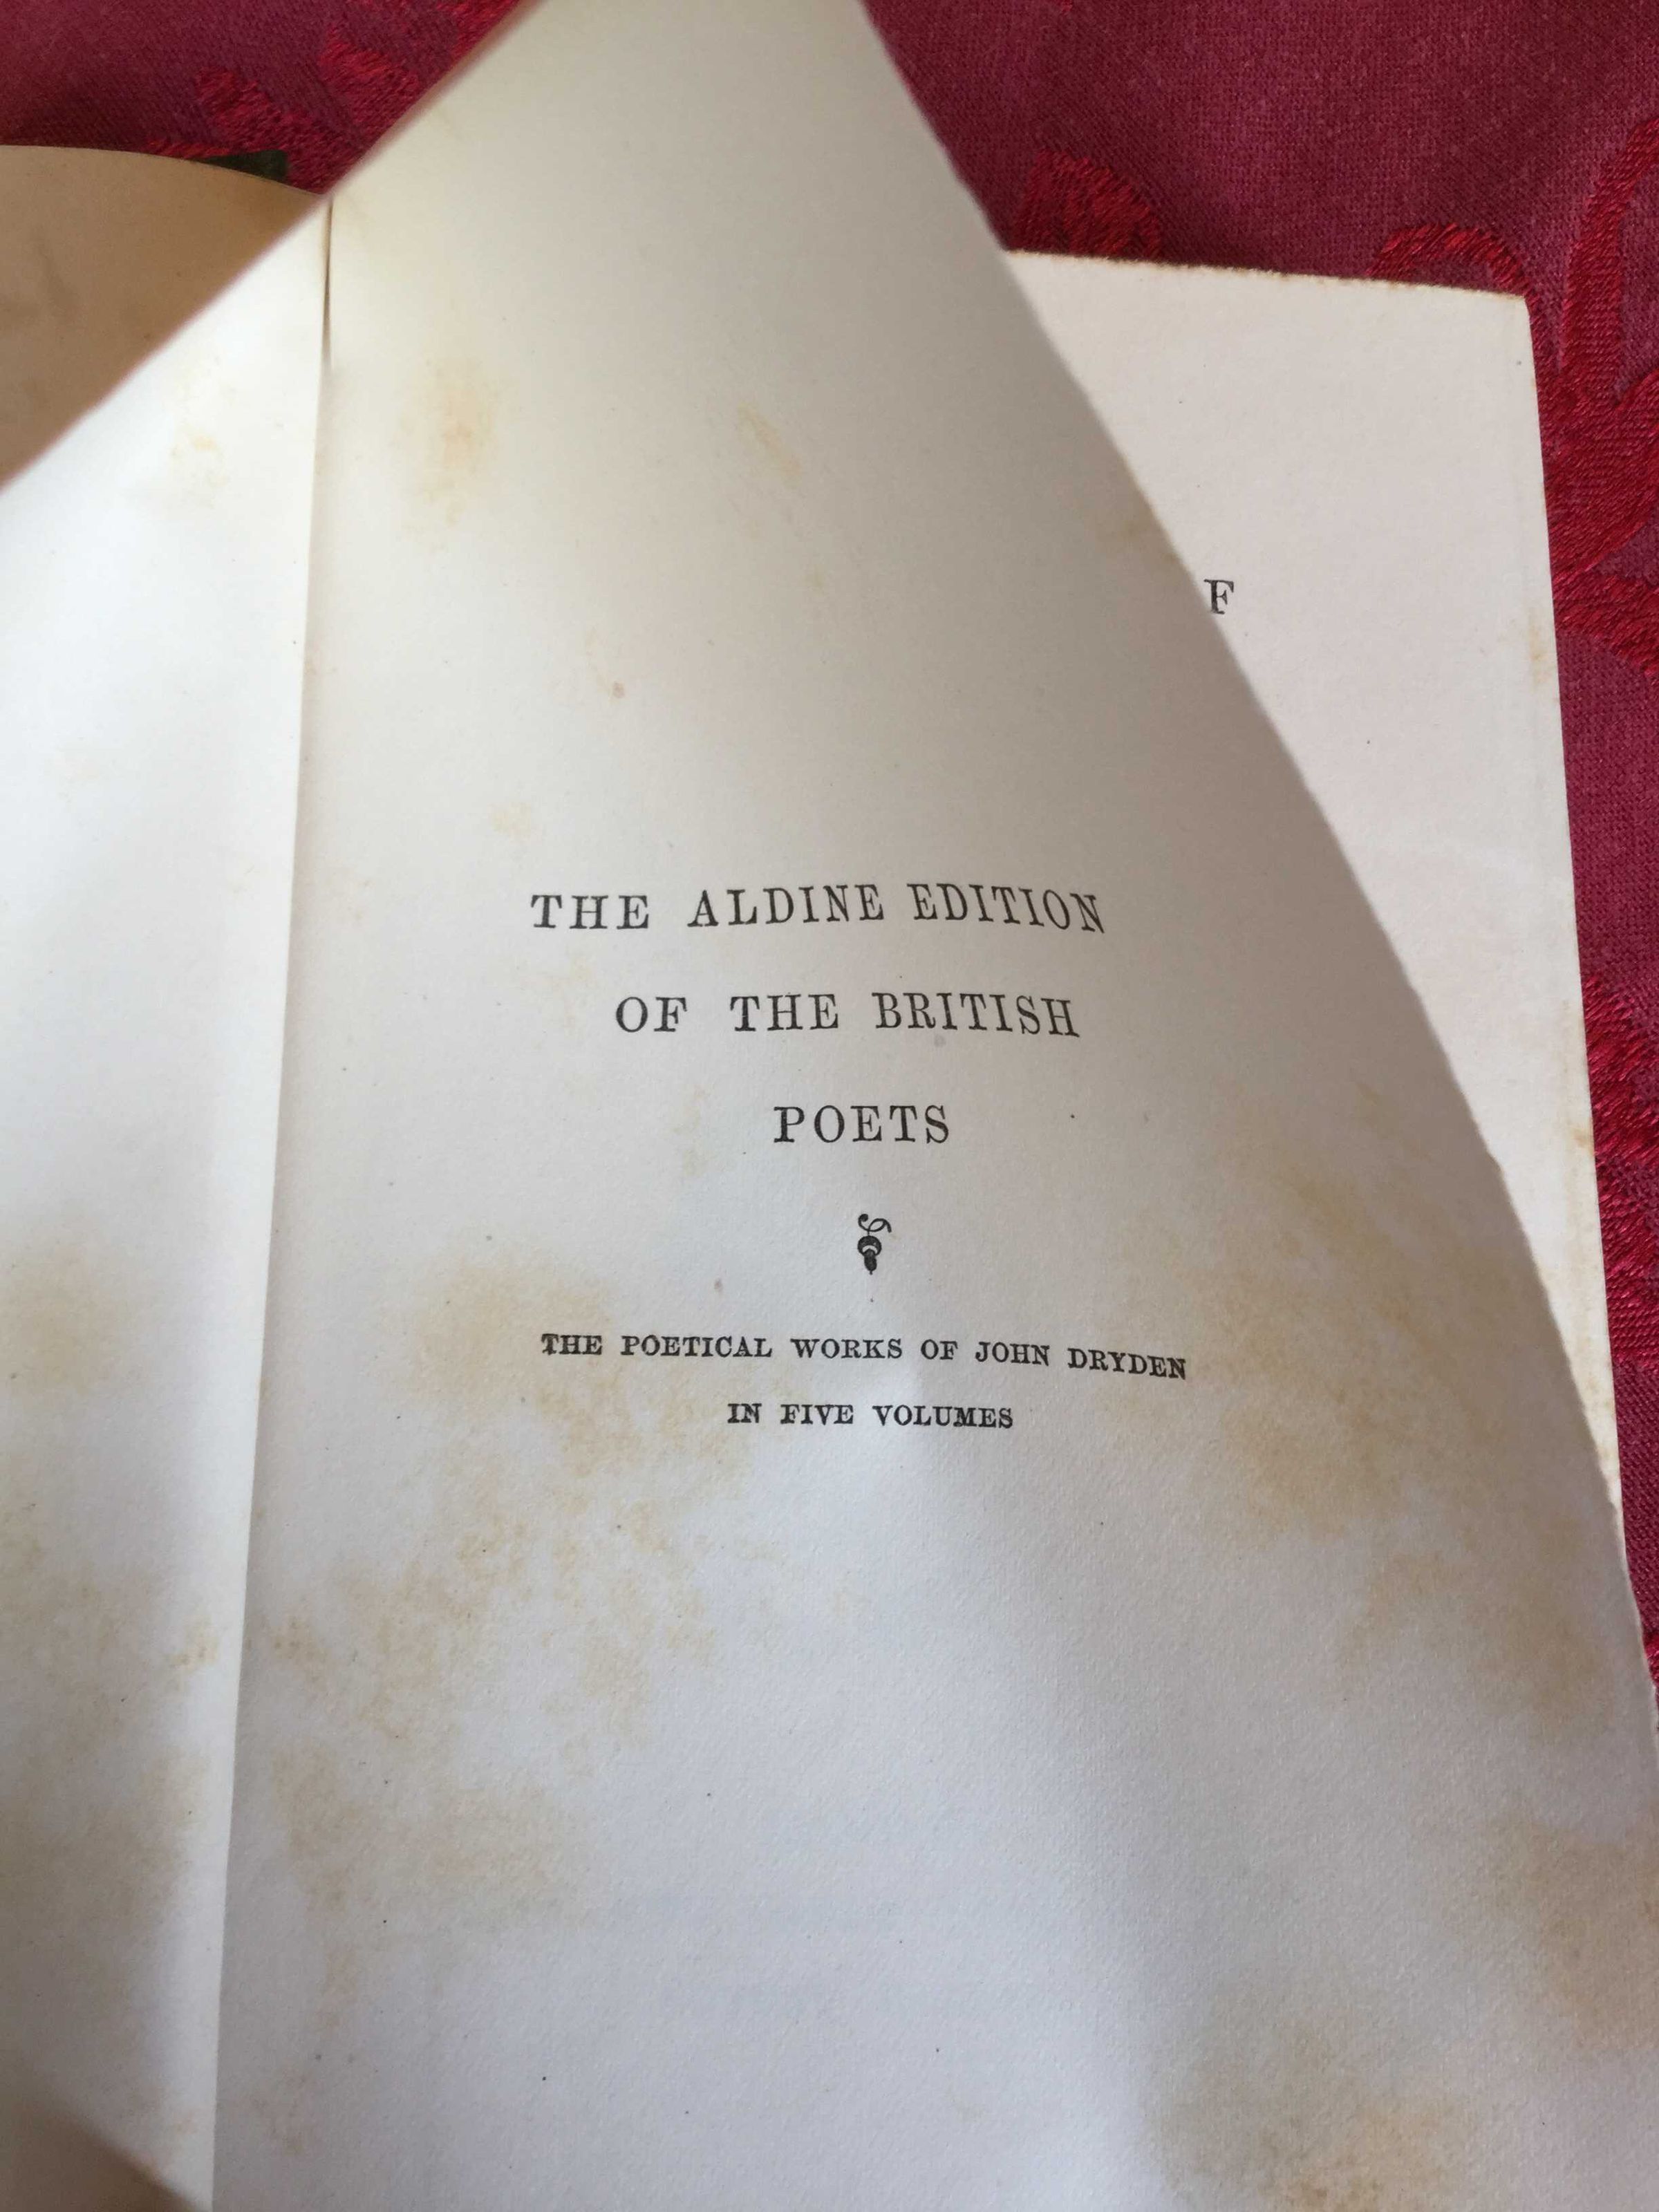 F
THE ALDINE EDITION
OF THE BRITISH
POETS
THE POETICAL WORKS OF JOHN DRYDEN
IN FIVE VOLUMES